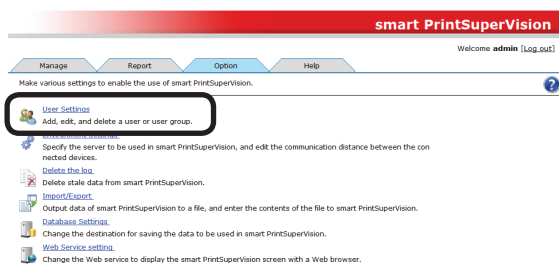 smart PrintSuperVision
Welcome admin [Log out]
Manage Report Option Help
Make various settings to enable the use of smart PrintSuperVision.
?
User Settings
Add, edit, and delete a user or user group.
Environment Settings
Specify the server to be used in smart PrintSuperVision, and edit the communication distance between the con
nected devices.
Delete the log
Delete stale data from smart PrintSuperVision.
Import/Export
Output data of smart PrintSuperVision to a file, and enter the contents of the file to smart PrintSuperVision.
Database Settings
Change the destination for saving the data to be used in smart PrintSuperVision.
Web Service setting
Change the Web service to display the smart PrintSuperVision screen with a Web browser.